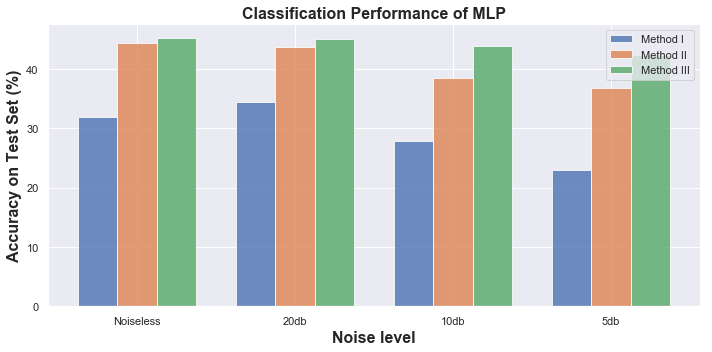 Classification Performance of MLP
Accuracy on Test Set (%)
40
30
20
10
0
Method I
Method II
Method III
Noiseless
20db
10db
5db
Noise level